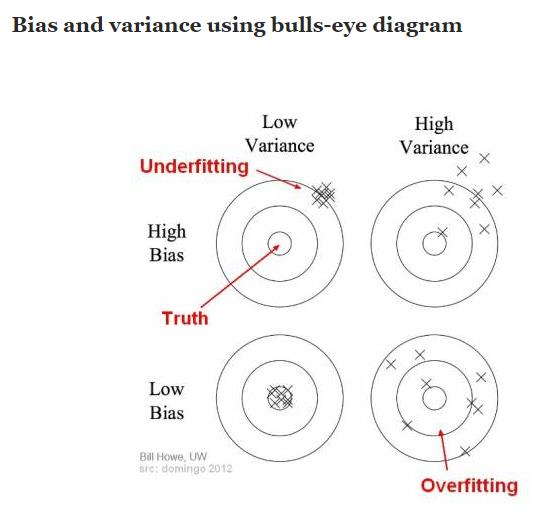 Bias and variance using bulls-eye diagram
Low
Variance
High
Variance
Underfitting
High
Bias
Truth
Low
Bias
Bill Howe, UW
src: domingo 2012
Overfitting